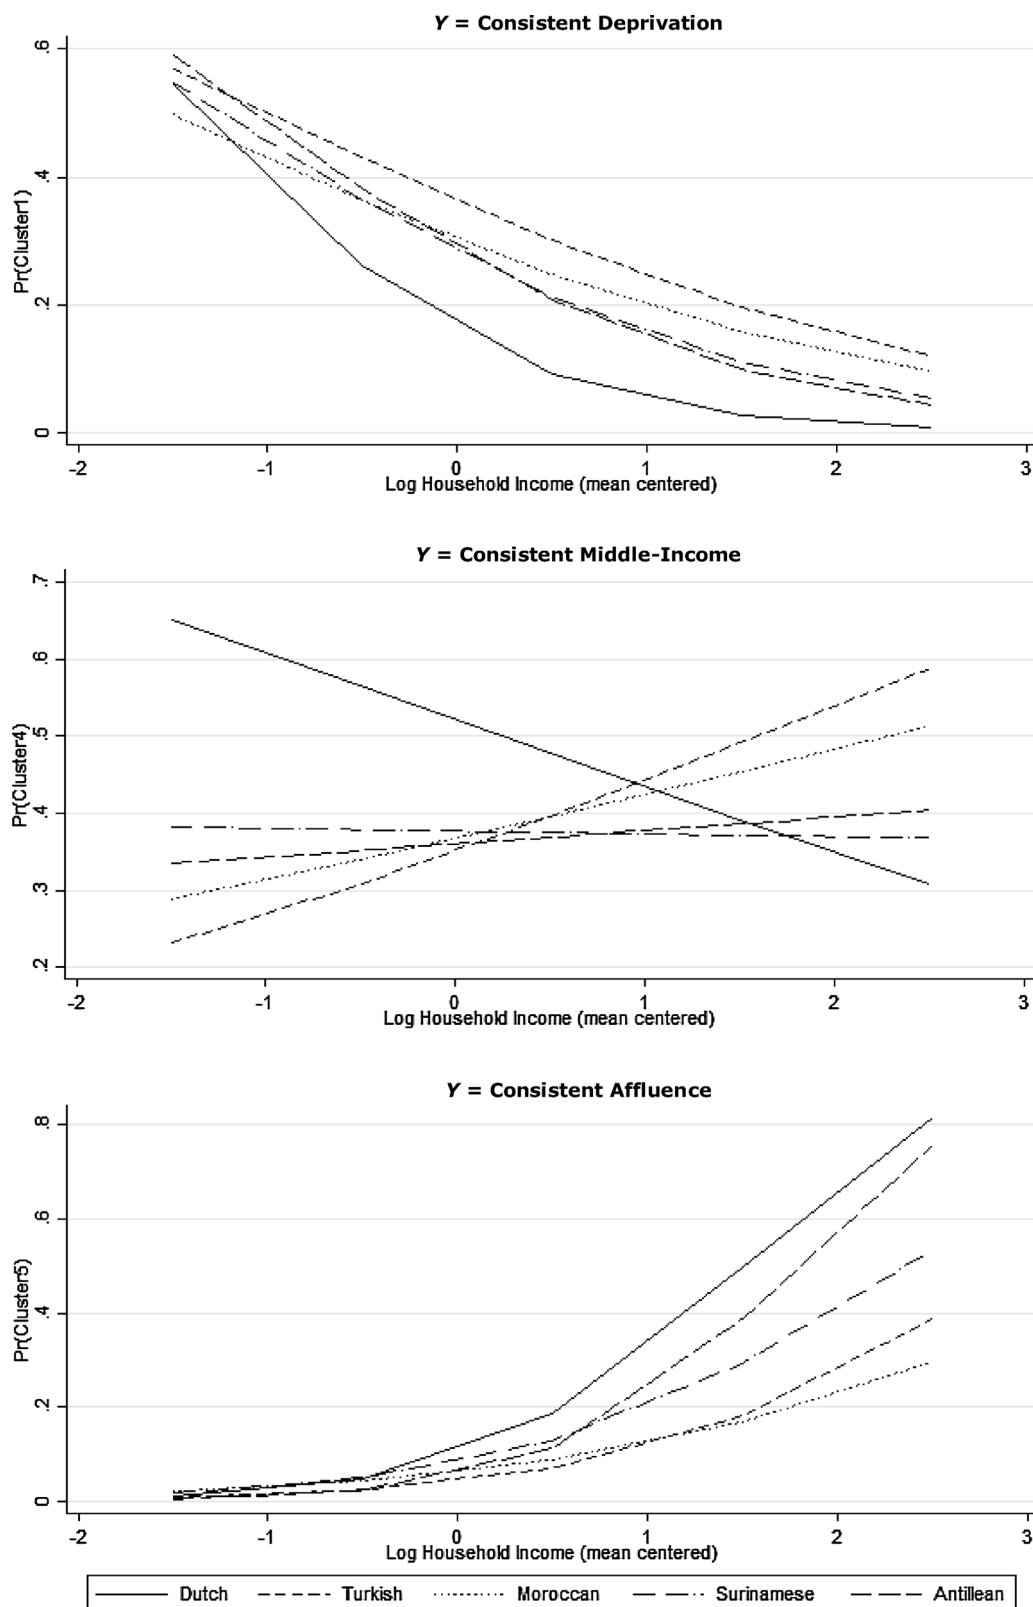 Y = Consistent Deprivation
Pr(Cluster1)
.6
.4
.2
0
-2 -1 0 1 2 3
Log Household Income (mean centered)
Y = Consistent Middle-Income
Pr(Cluster4)
.7
.6
.5
.4
.3
.2
-2 -1 0 1 2 3
Log Household Income (mean centered)
Y = Consistent Affluence
Pr(Cluster5)
.8
.6
.4
.2
0
-2 -1 0 1 2 3
Log Household Income (mean centered)
Dutch Turkish Moroccan Surinamese Antillean